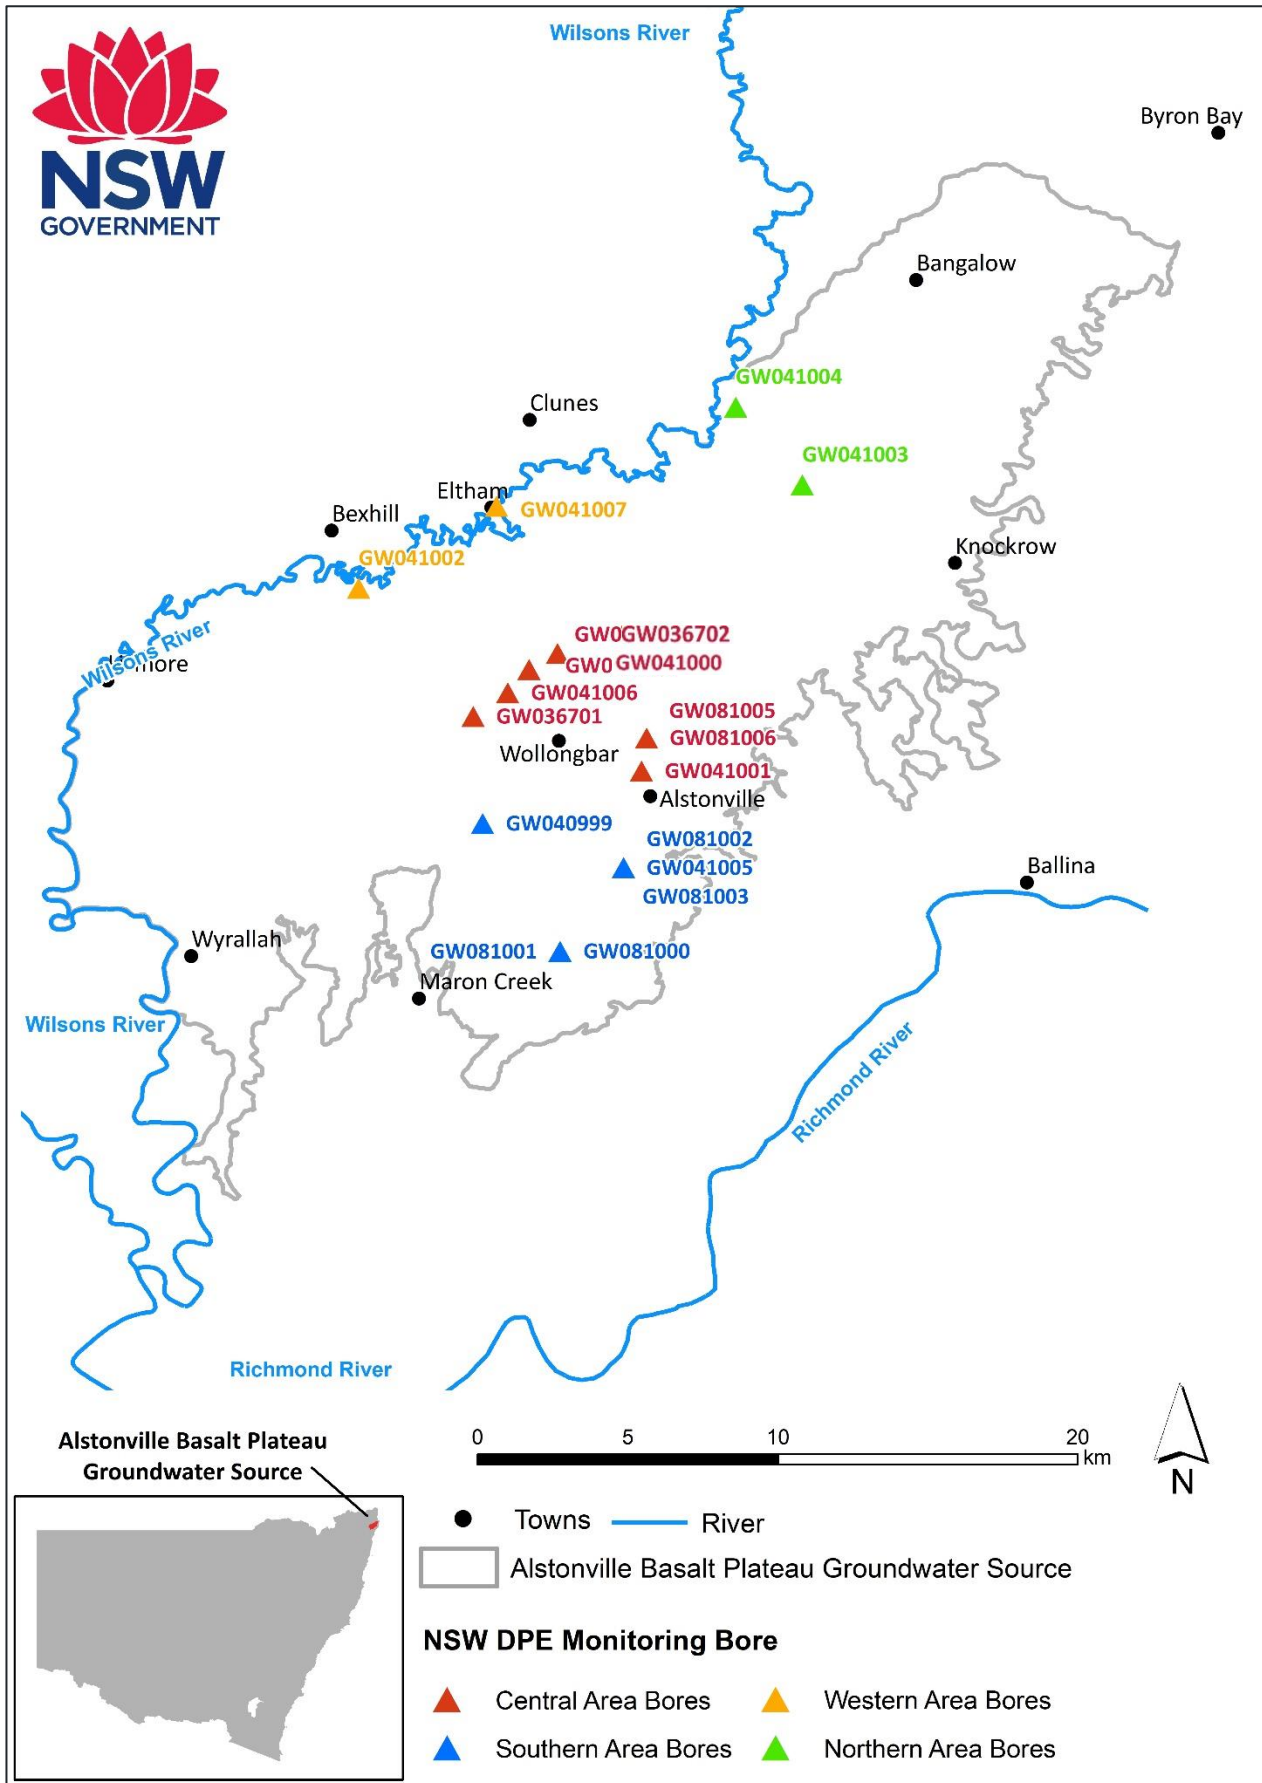 Wilsons River
Byron Bay
NSW
GOVERNMENT
Bangalow
GW041004
Clunes
GW041003
Eltham
GW041007
Bexhill
GW041002
Knockrow
GW036702
GW041000
Wilsons River
GW041006
GW036701
GW081005
GW081006
Wollongbar
GW041001
Alstonville
GW040999
GW081002
GW041005
GW081003
Ballina
Wyrallah
GW081001
GW081000
Maron Creek
Wilsons River
Richmond River
Richmond River
Alstonville Basalt Plateau
Groundwater Source
0 5 10 20
km
N
Towns
River
Alstonville Basalt Plateau Groundwater Source
NSW DPE Monitoring Bore
Central Area Bores
Western Area Bores
Southern Area Bores
Northern Area Bores